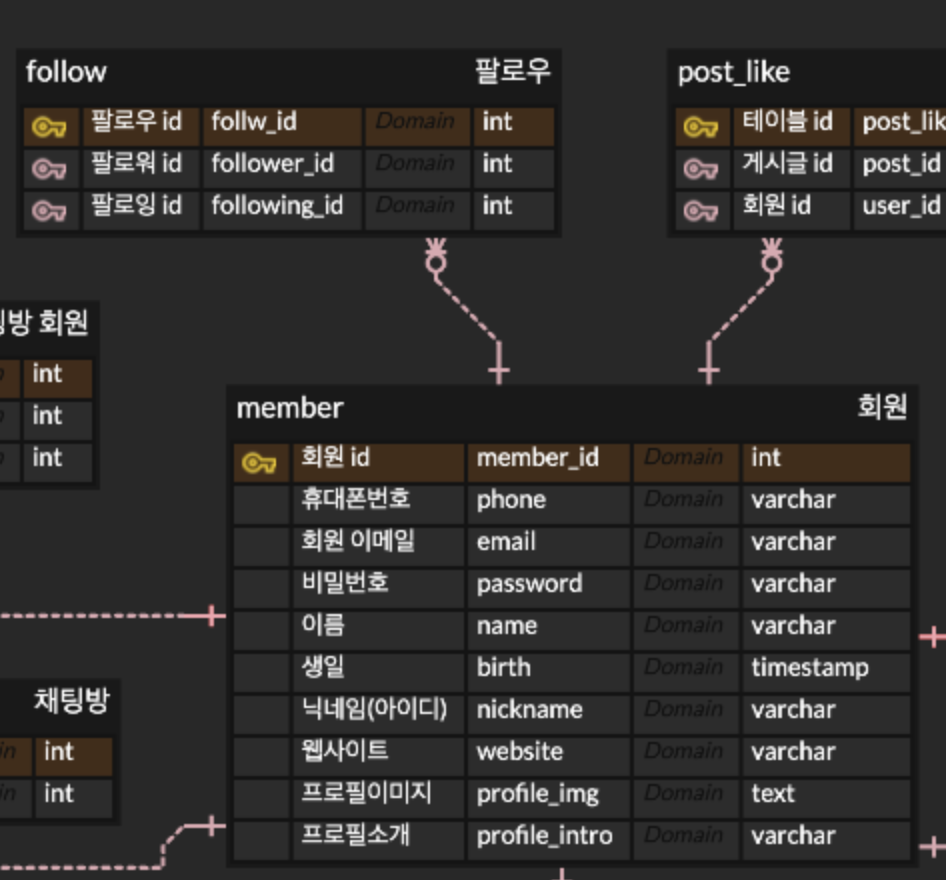 follow 팔로우
팔로우 id follw_id Domain int
팔로워 id follower_id Domain int
팔로잉 id following_id Domain int
post_like
테이블 id post_lik
게시글 id post_id
회원 id user_id
방 회원
int
int
int
member 회원
회원 id member_id Domain int
휴대폰번호 phone Domain varchar
회원 이메일 email Domain varchar
비밀번호 password Domain varchar
이름 name Domain varchar
생일 birth Domain timestamp
닉네임(아이디) nickname Domain varchar
웹사이트 website Domain varchar
프로필이미지 profile_img Domain text
프로필소개 profile_intro Domain varchar
채팅방
in int
in int